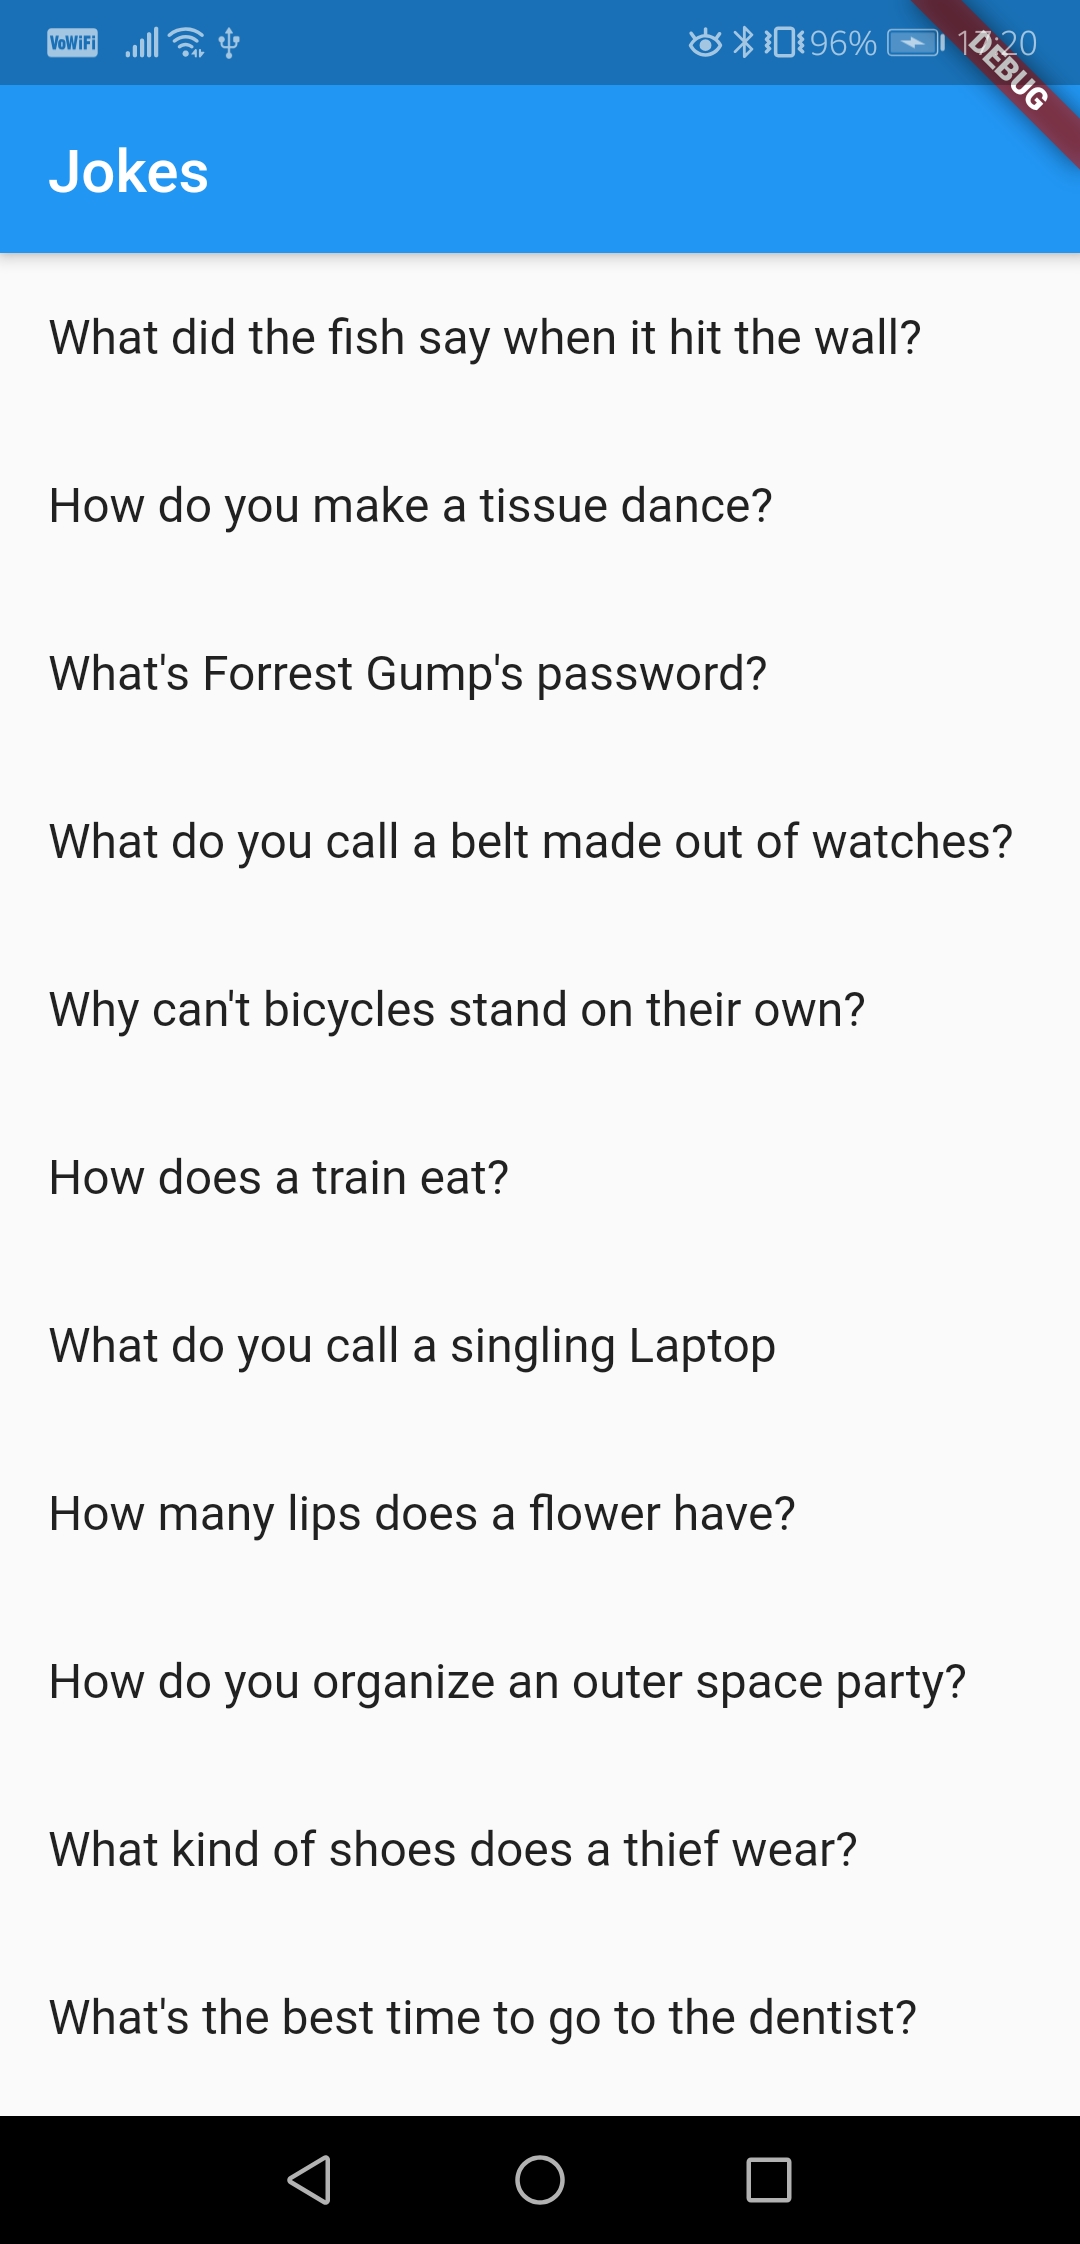 VoWiFi 96% 17:20
DEBUG
Jokes
What did the fish say when it hit the wall?
How do you make a tissue dance?
What's Forrest Gump's password?
What do you call a belt made out of watches?
Why can't bicycles stand on their own?
How does a train eat?
What do you call a singling Laptop
How many lips does a flower have?
How do you organize an outer space party?
What kind of shoes does a thief wear?
What's the best time to go to the dentist?